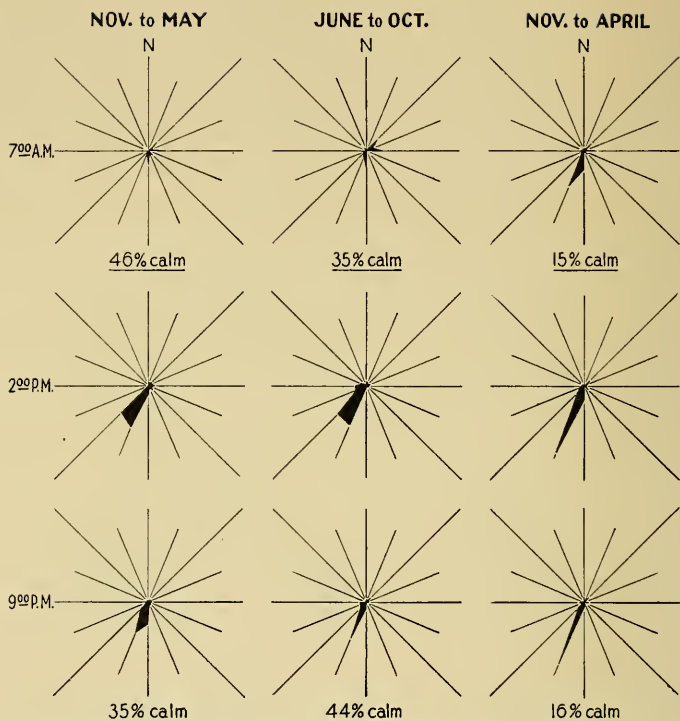 NOV. to MAY JUNE to OCT. NOV. to APRIL
N N N
7⁰⁰ A.M.
46% calm 35% calm 15% calm
2⁰⁰ P.M.
9⁰⁰ P.M.
35% calm 44% calm 16% calm